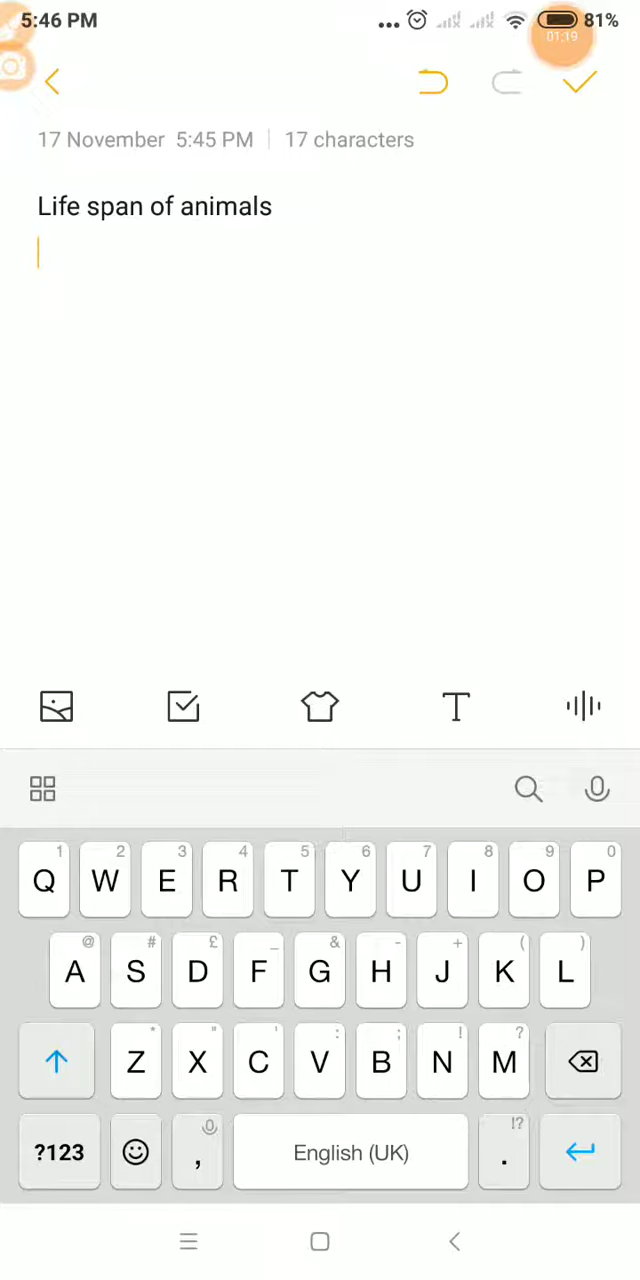 5:46 PM ... 81%
01:19
17 November 5:45 PM | 17 characters
Life span of animals
1 2 3 4 5 6 7 8 9 0
Q W E R T Y U I O P
@ # £ _ & - + ( )
A S D F G H J K L
* " ' : ; ! ?
Z X C V B N M
!?
?123 , English (UK) .